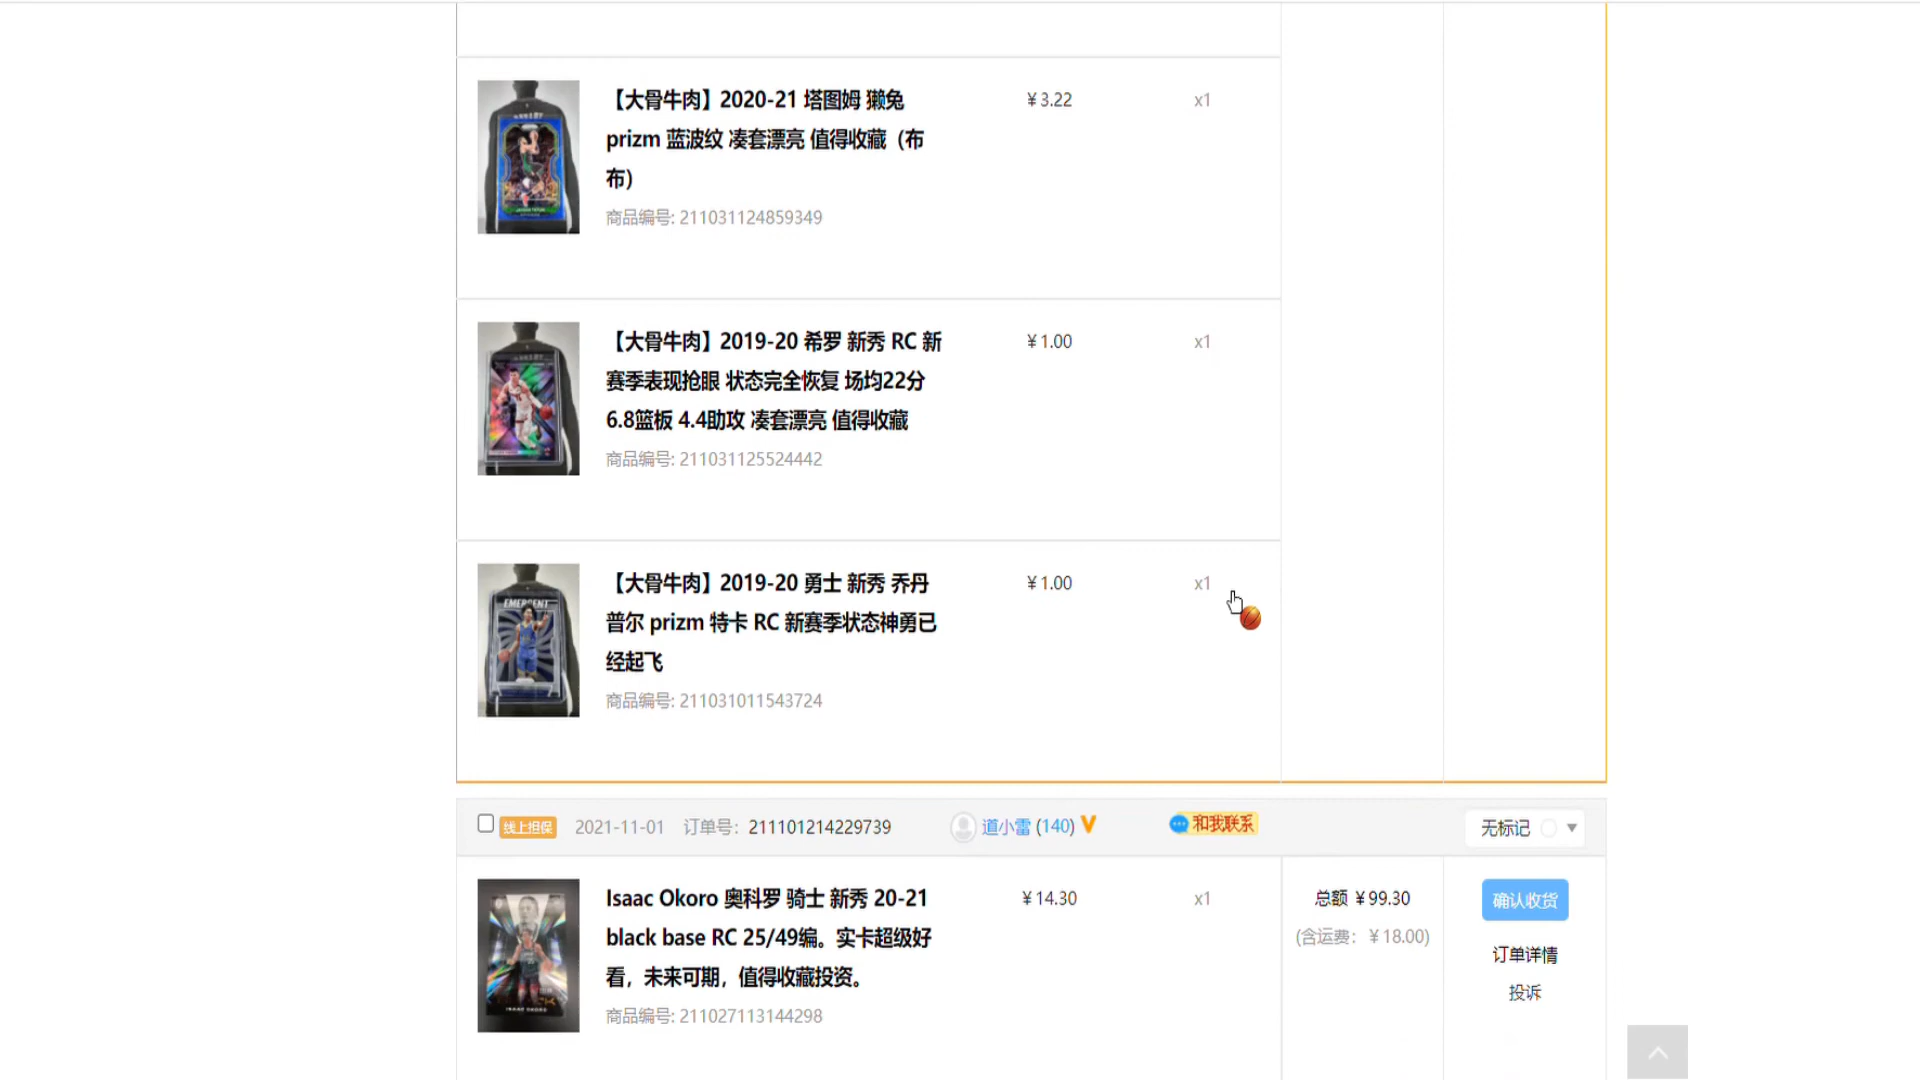 【大骨牛肉】2020-21 塔图姆 獭兔
prizm 蓝波纹 凑套漂亮 值得收藏（布
布）
¥3.22
x1
商品编号: 211031124859349
【大骨牛肉】2019-20 希罗 新秀 RC 新
赛季表现抢眼 状态完全恢复 场均22分
6.8篮板 4.4助攻 凑套漂亮 值得收藏
¥1.00
x1
商品编号: 211031125524442
EMERGENT
【大骨牛肉】2019-20 勇士 新秀 乔丹
普尔 prizm 特卡 RC 新赛季状态神勇已
经起飞
¥1.00
x1
商品编号: 211031011543724
线上担保 2021-11-01 订单号: 211101214229739 道小雷 (140) V 和我联系 无标记
Isaac Okoro 奥科罗 骑士 新秀 20-21
black base RC 25/49编。实卡超级好
看，未来可期，值得收藏投资。
¥14.30
x1
商品编号: 211027113144298
总额 ¥99.30
(含运费: ¥18.00)
确认收货
订单详情
投诉